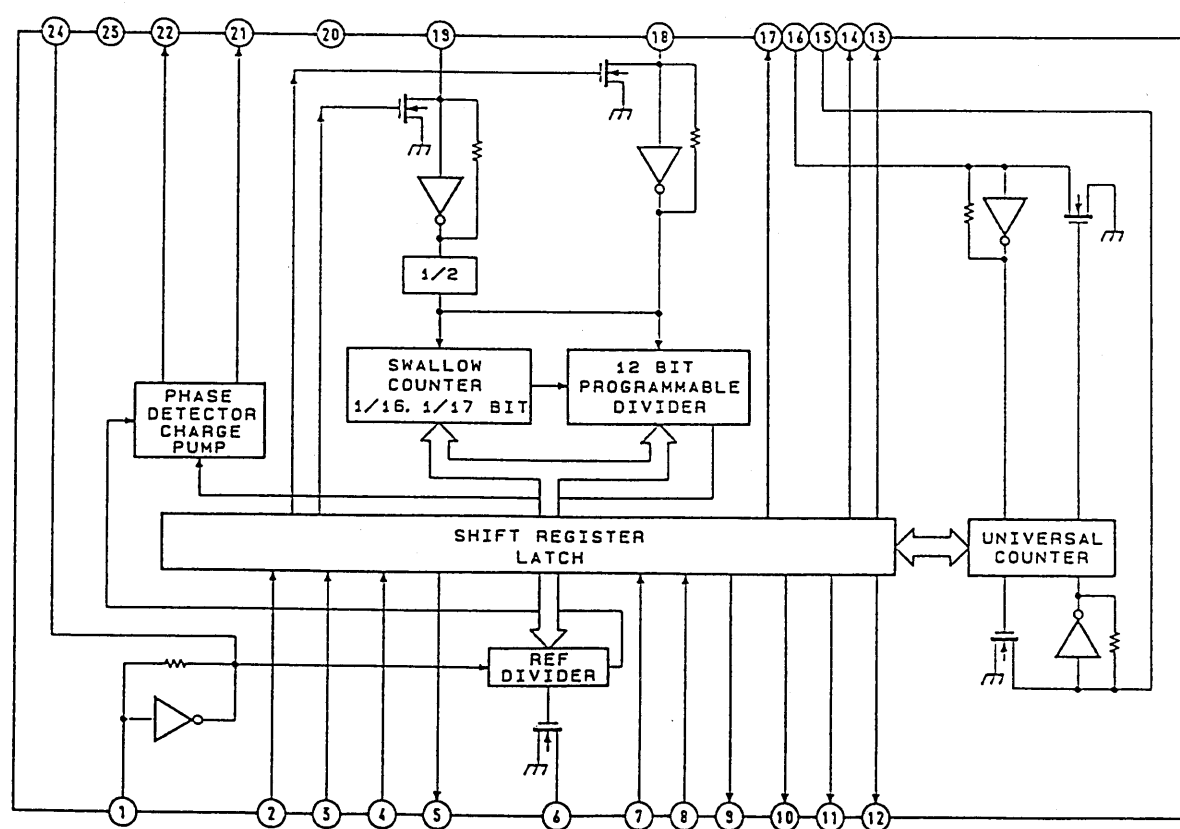 24 23 22 21 20 19 18 17 16 15 14 13
1/2
SWALLOW
COUNTER
1/16. 1/17 BIT
12 BIT
PROGRAMMABLE
DIVIDER
PHASE
DETECTOR
CHARGE
PUMP
SHIFT REGISTER
LATCH
UNIVERSAL
COUNTER
REF
DIVIDER
1 2 3 4 5 6 7 8 9 10 11 12